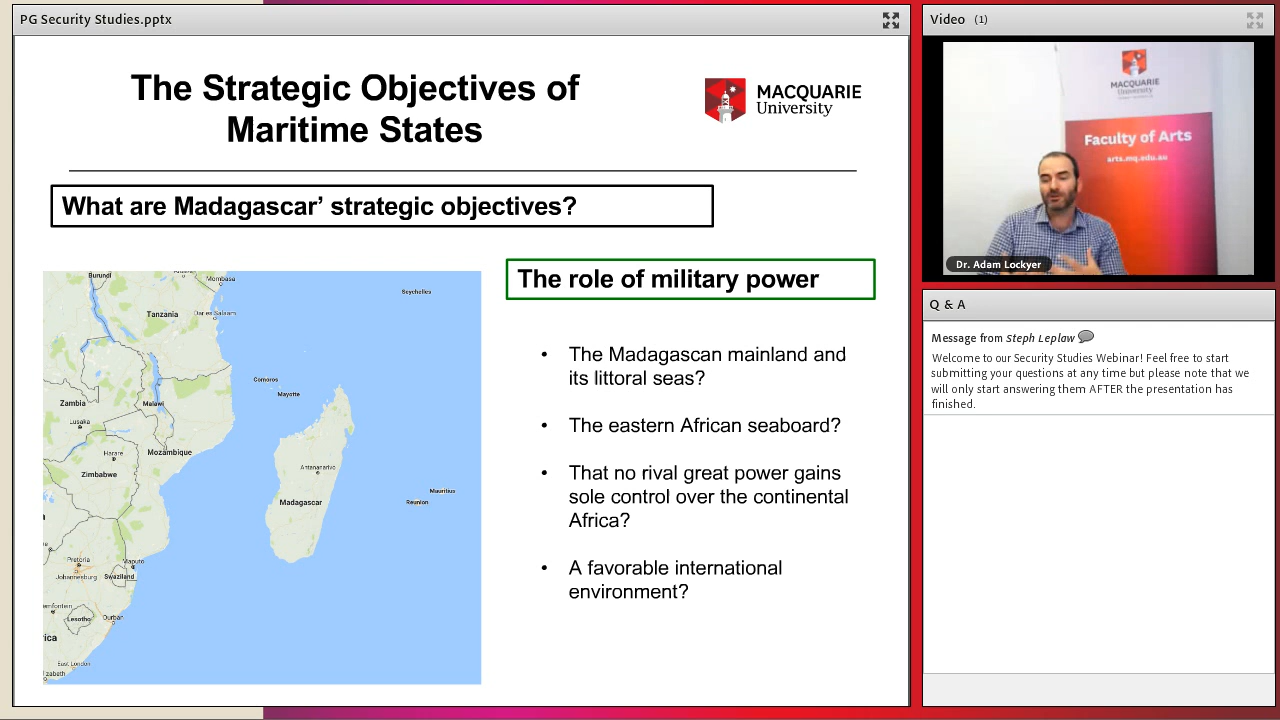 PG Security Studies.pptx
The Strategic Objectives of
Maritime States
MACQUARIE
University
What are Madagascar’ strategic objectives?
The role of military power
• The Madagascan mainland and
its littoral seas?
• The eastern African seaboard?
• That no rival great power gains
sole control over the continental
Africa?
• A favorable international
environment?
Burundi
Mombasa
Seychelles
Tanzania
Dar es Salaam
Comoros
Mayotte
Zambia
Malawi
Lusaka
Harare
Mozambique
Zimbabwe
Antananarivo
Madagascar
Mauritius
Reunion
Pretoria
Maputo
Johannesburg
Swaziland
emfontein
Lesotho
Durban
ica
East London
lizabeth
Video (1)
MACQUARIE
University
Faculty of Arts
arts.mq.edu.au
Dr. Adam Lockyer
Q & A
Message from Steph Leplaw
Welcome to our Security Studies Webinar! Feel free to start
submitting your questions at any time but please note that we
will only start answering them AFTER the presentation has
finished.